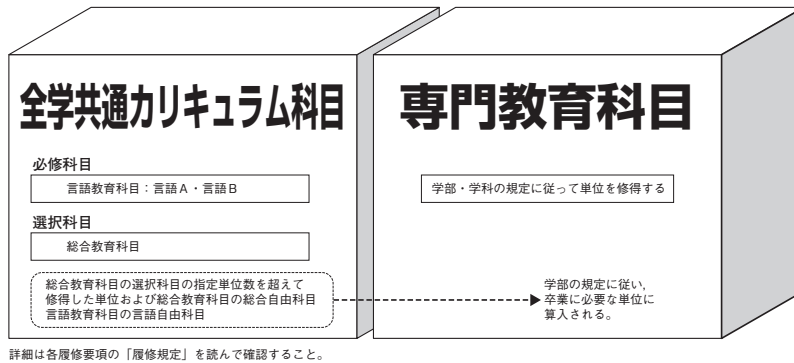 全学共通カリキュラム科目
必修科目
言語教育科目：言語A・言語B
選択科目
総合教育科目
総合教育科目の選択科目の指定単位数を超えて
修得した単位および総合教育科目の総合自由科目
言語教育科目の言語自由科目
専門教育科目
学部・学科の規定に従って単位を修得する
学部の規定に従い，
卒業に必要な単位に
算入される。
詳細は各履修要項の「履修規定」を読んで確認すること。